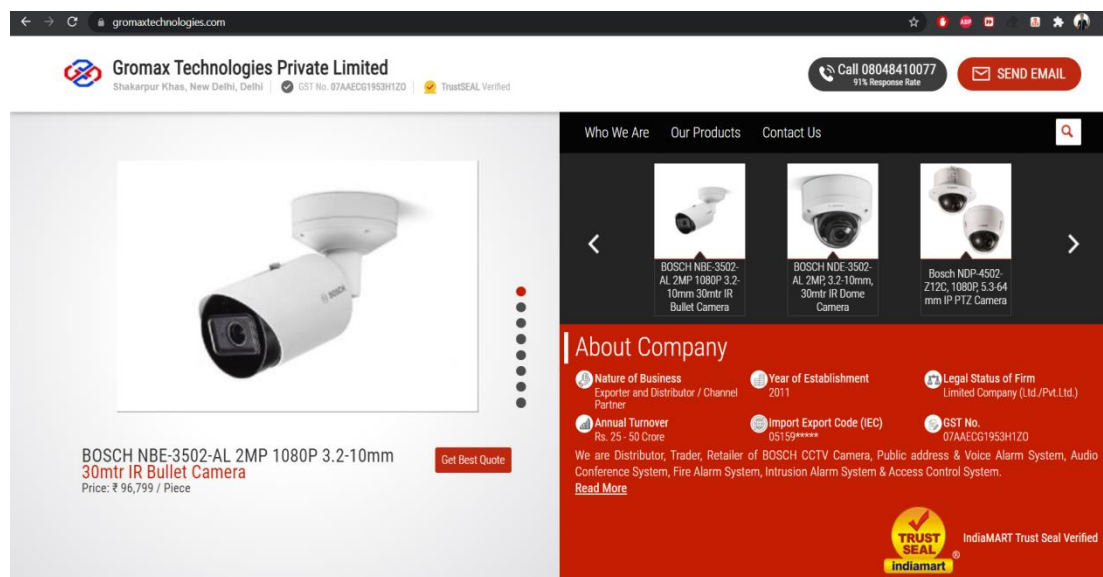 gromaxtechnologies.com
Gromax Technologies Private Limited
Shakarpur Khas, New Delhi, Delhi
GST No. 07AAECG1953H1Z0
TrustSEAL Verified
Call 08048410077
91% Response Rate
SEND EMAIL
BOSCH
BOSCH NBE-3502-AL 2MP 1080P 3.2-10mm
30mtr IR Bullet Camera
Price: ₹ 96,799 / Piece
Get Best Quote
Who We Are
Our Products
Contact Us
BOSCH NBE-3502-
AL 2MP 1080P 3.2-
10mm 30mtr IR
Bullet Camera
BOSCH NDE-3502-
AL 2MP, 3.2-10mm,
30mtr IR Dome
Camera
Bosch NDP-4502-
Z12C, 1080P, 5.3-64
mm IP PTZ Camera
About Company
Nature of Business
Exporter and Distributor / Channel
Partner
Year of Establishment
2011
Legal Status of Firm
Limited Company (Ltd./Pvt.Ltd.)
Annual Turnover
Rs. 25 - 50 Crore
Import Export Code (IEC)
05159*****
GST No.
07AAECG1953H1Z0
We are Distributor, Trader, Retailer of BOSCH CCTV Camera, Public address & Voice Alarm System, Audio
Conference System, Fire Alarm System, Intrusion Alarm System & Access Control System.
Read More
TRUST
SEAL
indiamart
®
IndiaMART Trust Seal Verified